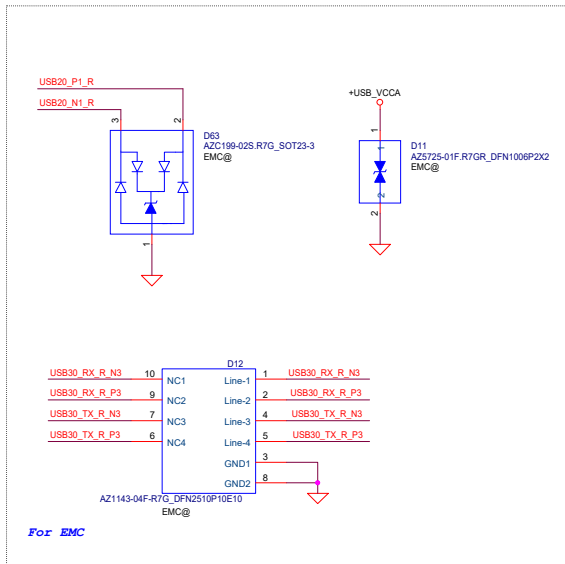 USB20_P1_R
USB20_N1_R
+USB_VCCA
3
2
1
D63
AZC199-02S.R7G_SOT23-3
EMC@
D11
AZ5725-01F.R7GR_DFN1006P2X2
EMC@
1
2
1
2
D12
USB30_RX_R_N3 10 NC1 Line-1 1 USB30_RX_R_N3
USB30_RX_R_P3 9 NC2 Line-2 2 USB30_RX_R_P3
USB30_TX_R_N3 7 NC3 Line-3 4 USB30_TX_R_N3
USB30_TX_R_P3 6 NC4 Line-4 5 USB30_TX_R_P3
GND1 3
GND2 8
AZ1143-04F-R7G_DFN2510P10E10
EMC@
For EMC